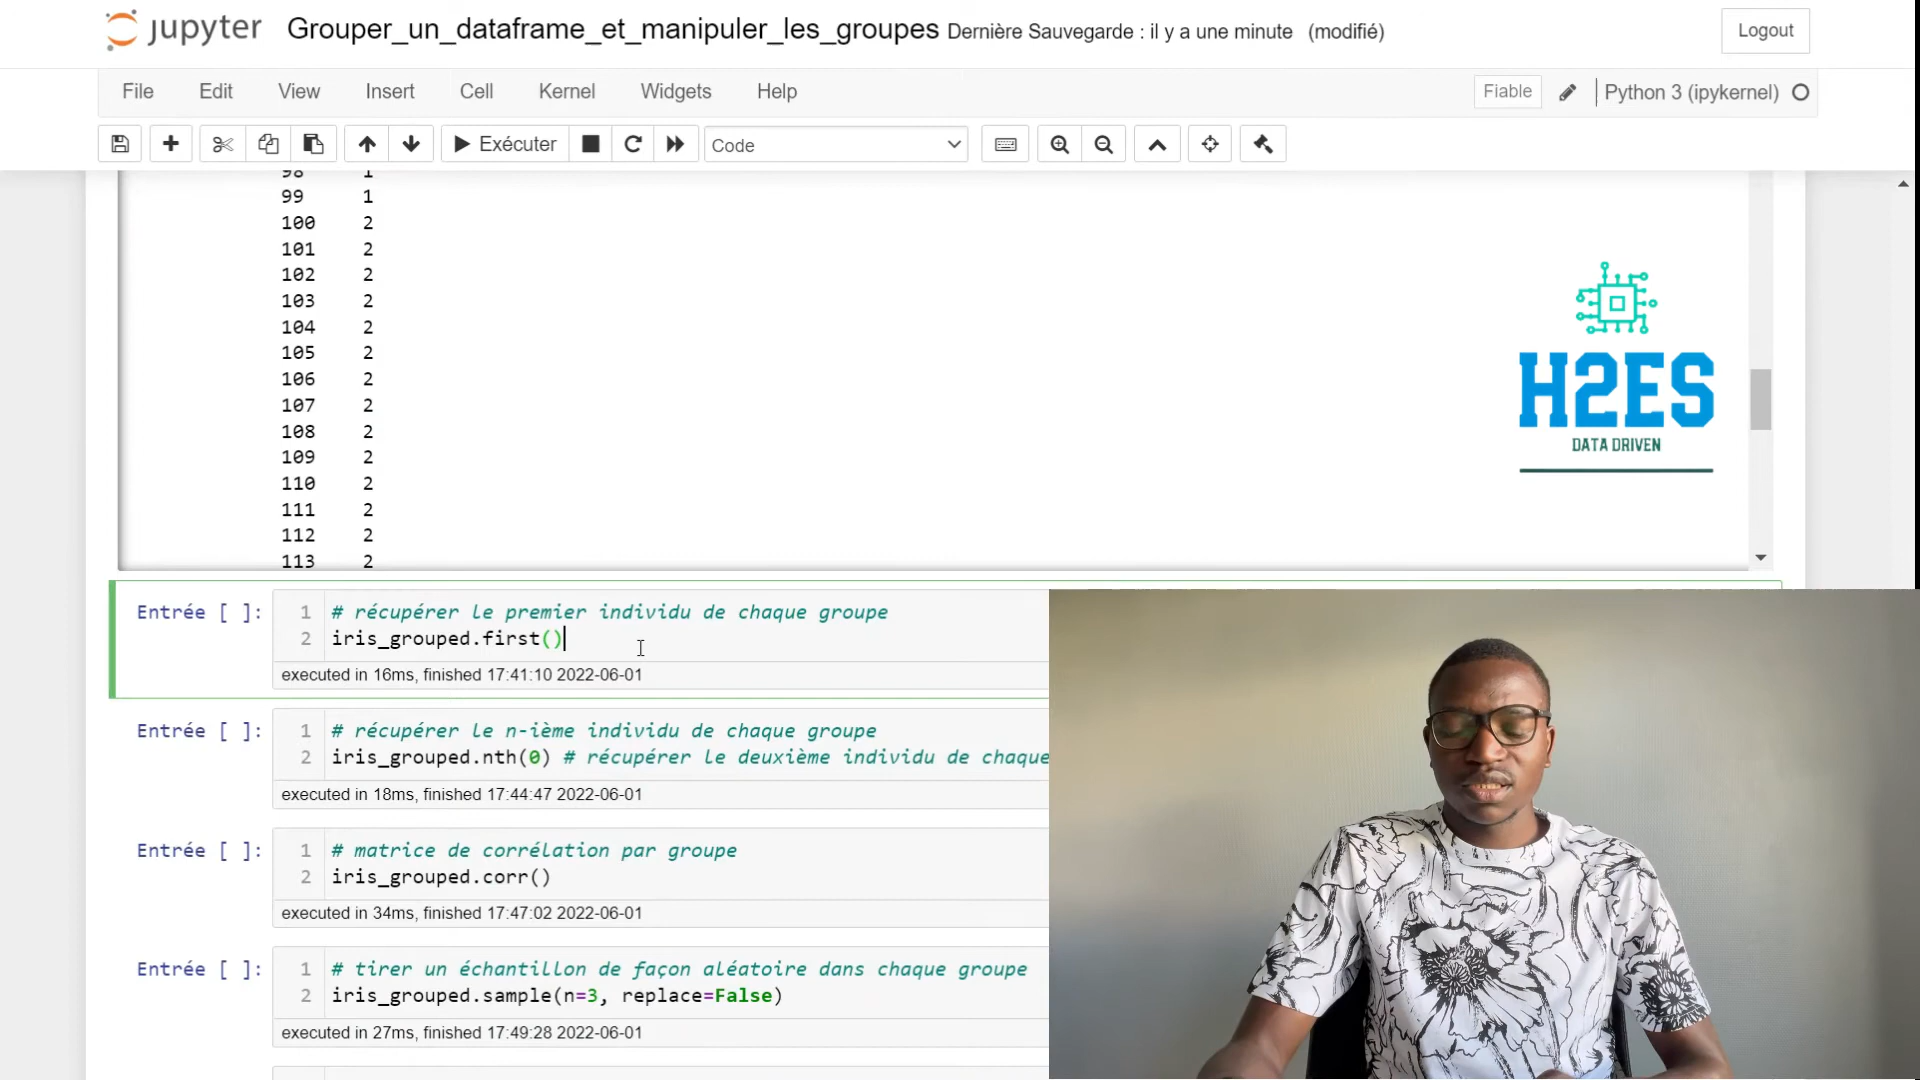 jupyter Grouper_un_dataframe_et_manipuler_les_groupes Dernière Sauvegarde : il y a une minute (modifié) Logout
File Edit View Insert Cell Kernel Widgets Help Fiable Python 3 (ipykernel)
Exécuter Code
98 1
99 1
100 2
101 2
102 2
103 2
104 2
105 2
106 2
107 2
108 2
109 2
110 2
111 2
112 2
113 2
H2ES
DATA DRIVEN
Entrée [ ]: 1 # récupérer le premier individu de chaque groupe
2 iris_grouped.first()
executed in 16ms, finished 17:41:10 2022-06-01
Entrée [ ]: 1 # récupérer le n-ième individu de chaque groupe
2 iris_grouped.nth(0) # récupérer le deuxième individu de chaque
executed in 18ms, finished 17:44:47 2022-06-01
Entrée [ ]: 1 # matrice de corrélation par groupe
2 iris_grouped.corr()
executed in 34ms, finished 17:47:02 2022-06-01
Entrée [ ]: 1 # tirer un échantillon de façon aléatoire dans chaque groupe
2 iris_grouped.sample(n=3, replace=False)
executed in 27ms, finished 17:49:28 2022-06-01